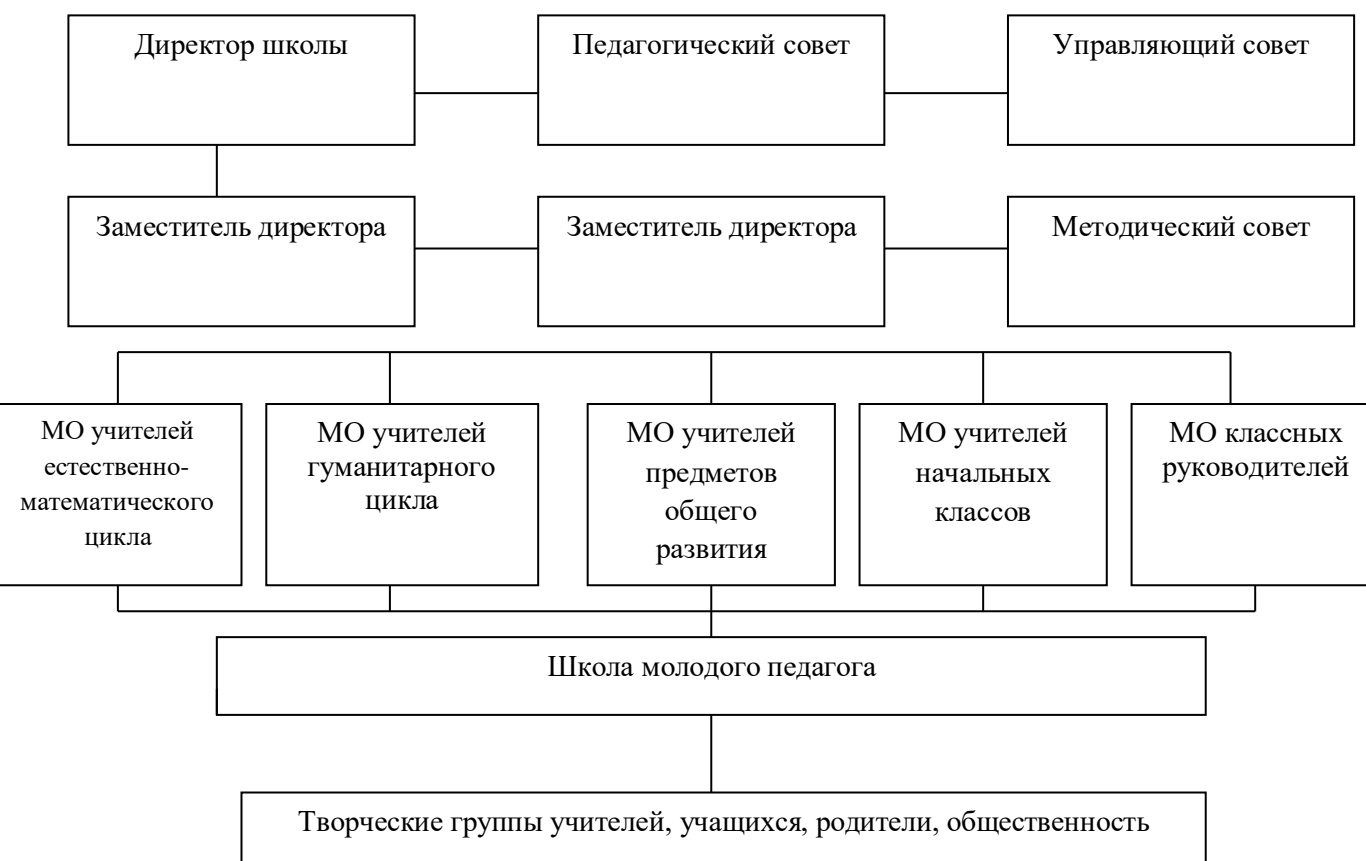 Директор школы
Педагогический совет
Управляющий совет
Заместитель директора
Заместитель директора
Методический совет
МО учителей
естественно-
математического
цикла
МО учителей
гуманитарного
цикла
МО учителей
предметов
общего
развития
МО учителей
начальных
классов
МО классных
руководителей
Школа молодого педагога
Творческие группы учителей, учащихся, родители, общественность